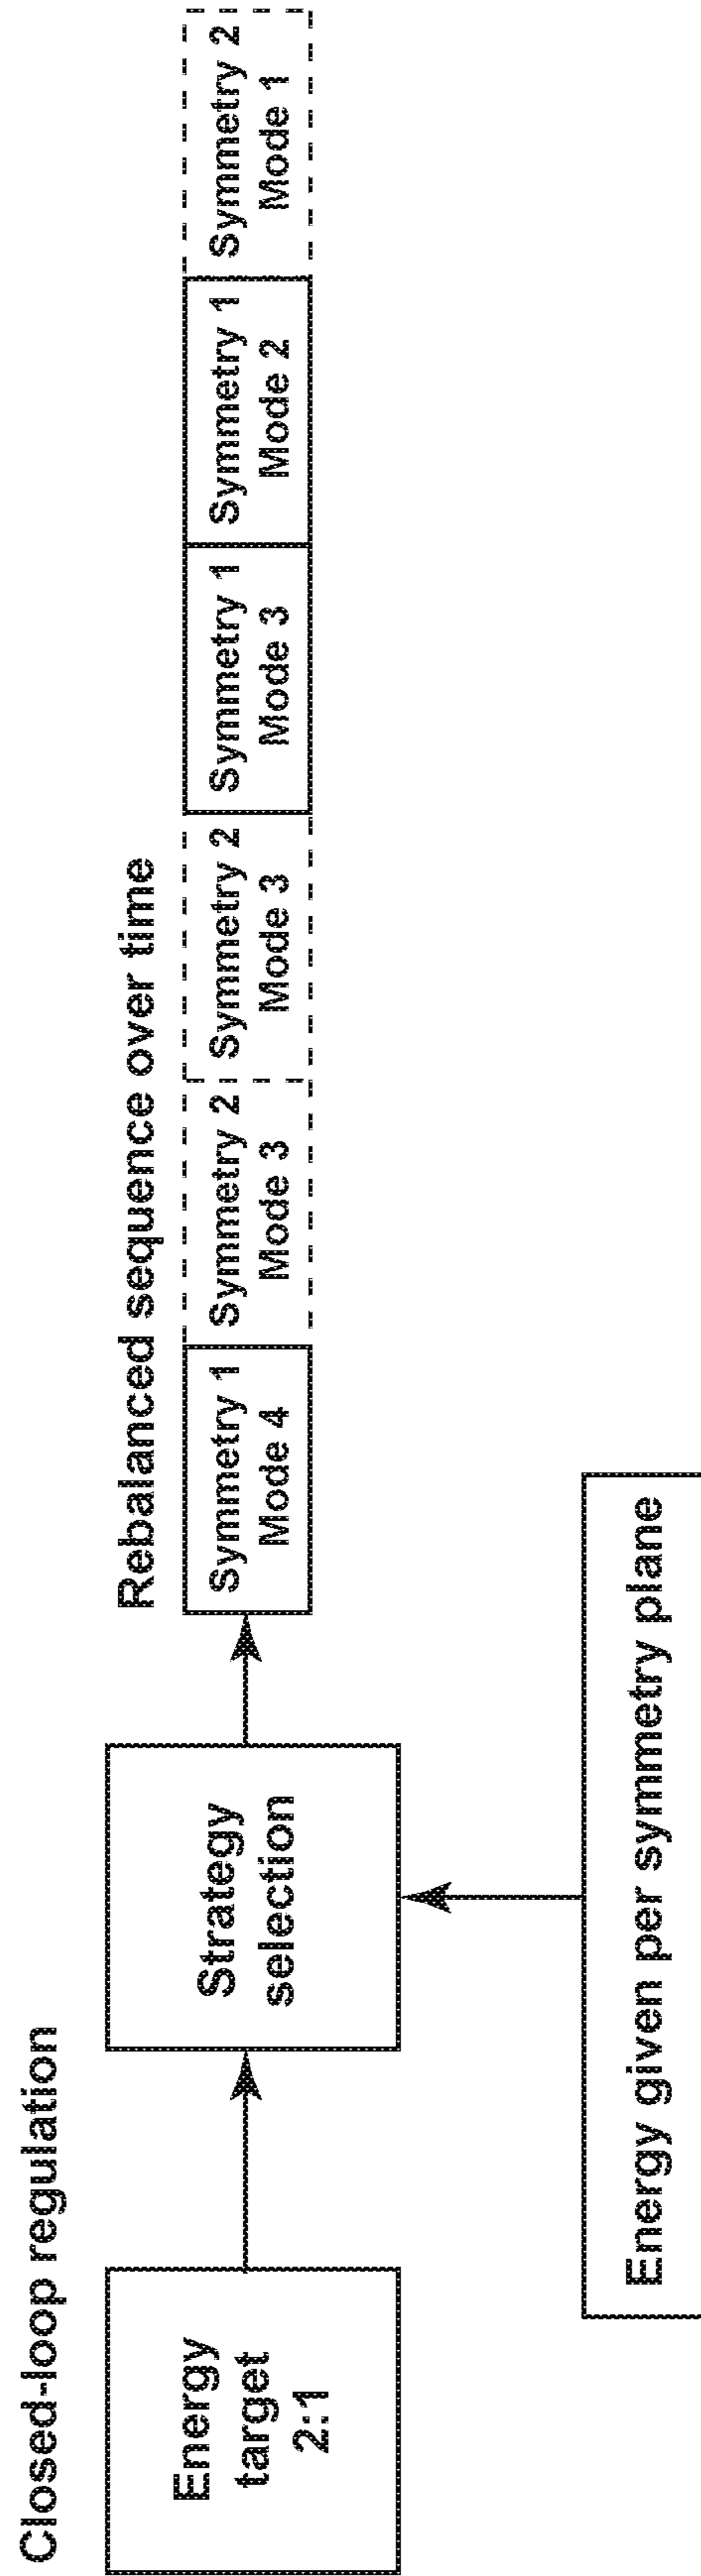 Closed-loop regulation
Energy
target
2:1
Strategy
selection
Energy given per symmetry plane
Rebalanced sequence over time
Symmetry 1
Mode 4
Symmetry 2
Mode 3
Symmetry 2
Mode 3
Symmetry 1
Mode 3
Symmetry 1
Mode 2
Symmetry 2
Mode 1